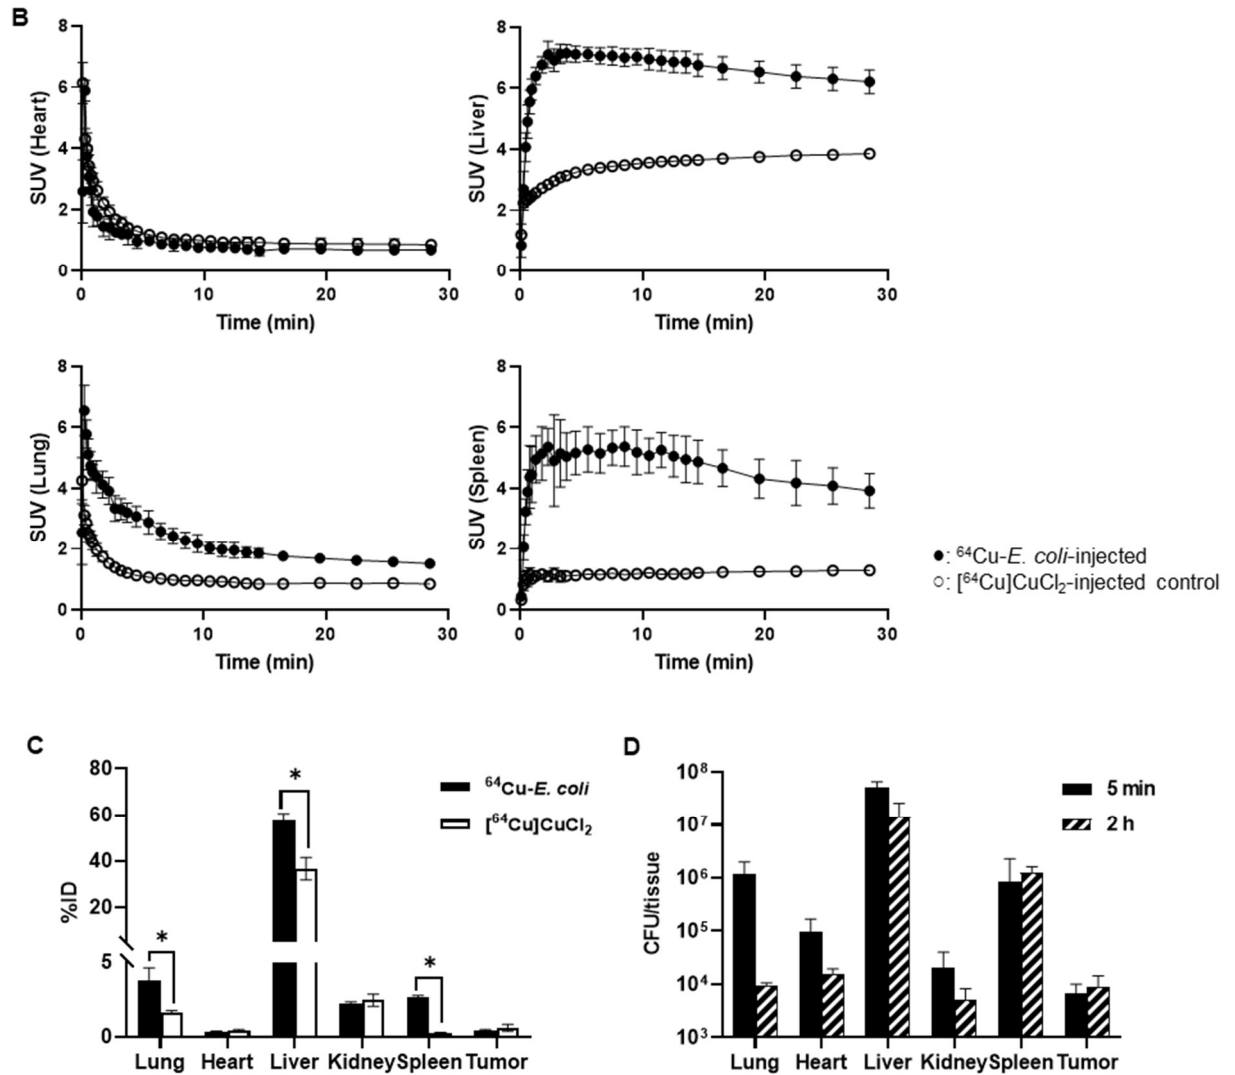 B
8
6
4
2
0
SUV (Heart)
0 10 20 30
Time (min)
8
6
4
2
0
SUV (Liver)
0 10 20 30
Time (min)
8
6
4
2
0
SUV (Lung)
0 10 20 30
Time (min)
8
6
4
2
0
SUV (Spleen)
0 10 20 30
Time (min)
●: ⁶⁴Cu-E. coli-injected
○: [⁶⁴Cu]CuCl₂-injected control
C
80
60
40
20
5
0
%ID
* * *
⁶⁴Cu-E. coli
[⁶⁴Cu]CuCl₂
Lung Heart Liver Kidney Spleen Tumor
D
10⁸
10⁷
10⁶
10⁵
10⁴
10³
CFU/tissue
5 min
2 h
Lung Heart Liver Kidney Spleen Tumor